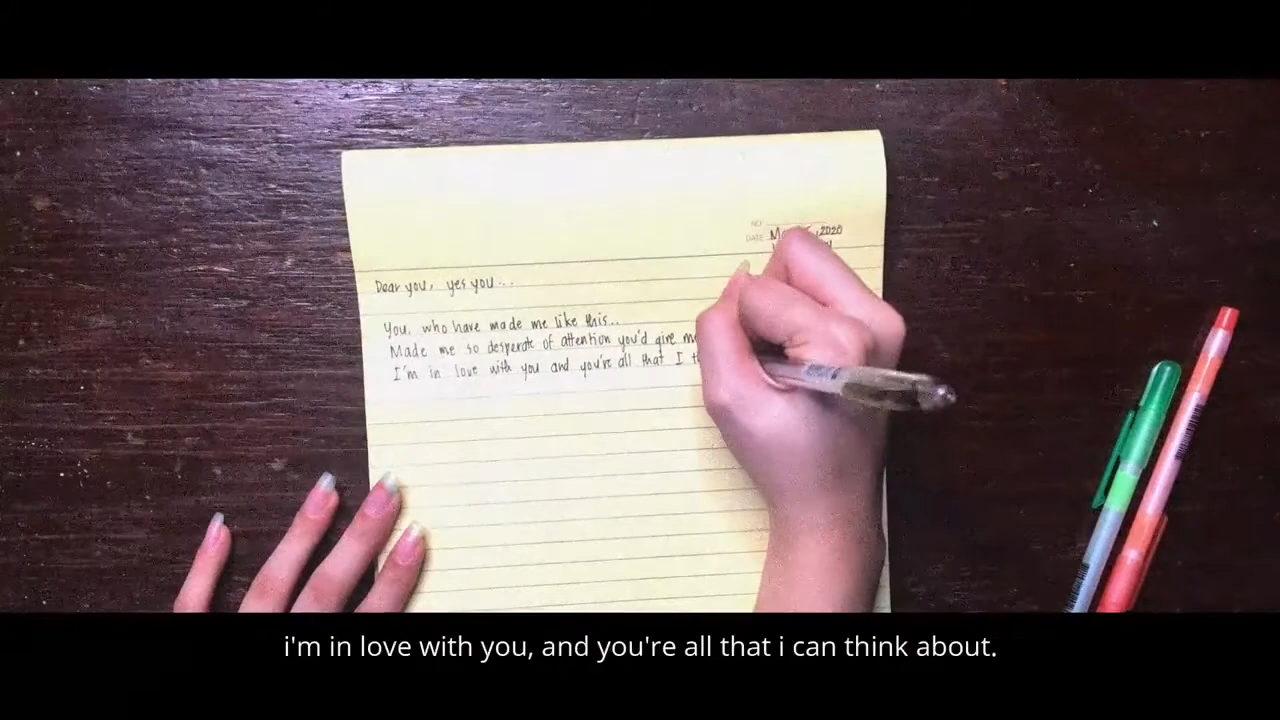 NO.
DATE
, 2020
Dear you, yes you...
You, who have made me like this..
Made me so desperate of attention you'd give
I'm in love with you and you're all that I
i'm in love with you, and you're all that i can think about.